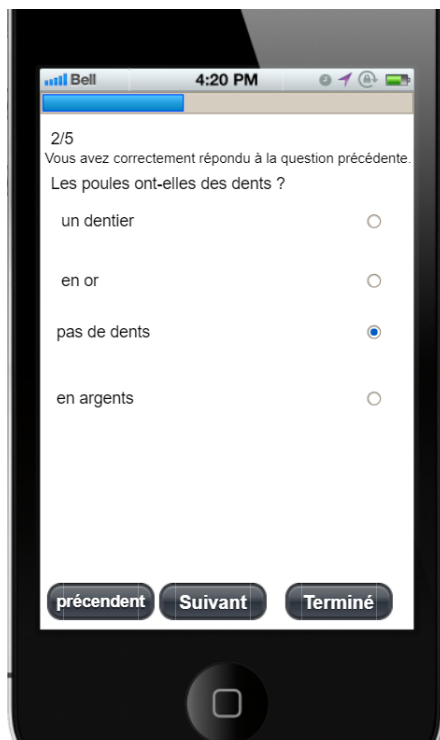 Bell 4:20 PM
2/5
Vous avez correctement répondu à la question précédente.
Les poules ont-elles des dents ?
un dentier
en or
pas de dents
en argents
précendent Suivant Terminé